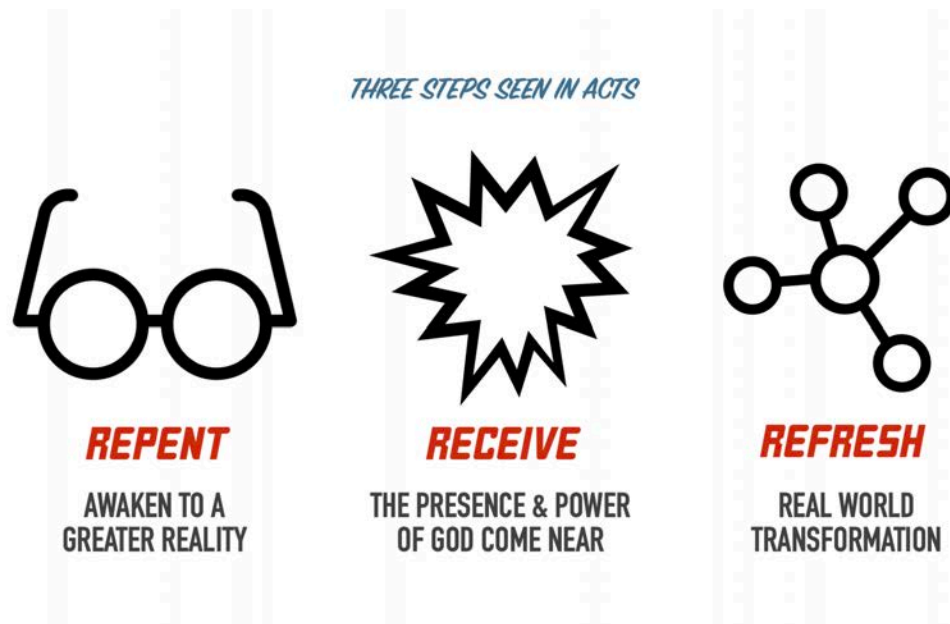 THREE STEPS SEEN IN ACTS
REPENT
AWAKEN TO A
GREATER REALITY
RECEIVE
THE PRESENCE & POWER
OF GOD COME NEAR
REFRESH
REAL WORLD
TRANSFORMATION